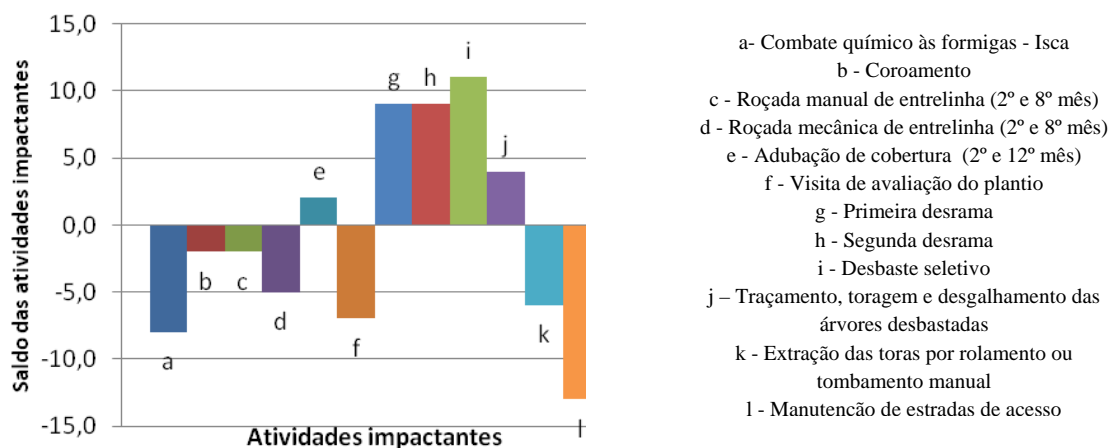 Saldo das atividades impactantes
15,0
10,0
5,0
0,0
-5,0
-10,0
-15,0
a
b
c
d
e
f
g
h
i
j
k
l
Atividades impactantes
a- Combate químico às formigas - Isca
b - Coroamento
c - Roçada manual de entrelinha (2º e 8º mês)
d - Roçada mecânica de entrelinha (2º e 8º mês)
e - Adubação de cobertura (2º e 12º mês)
f - Visita de avaliação do plantio
g - Primeira desrama
h - Segunda desrama
i - Desbaste seletivo
j – Traçamento, toragem e desgalhamento das
árvores desbastadas
k - Extração das toras por rolamento ou
tombamento manual
l - Manutencão de estradas de acesso